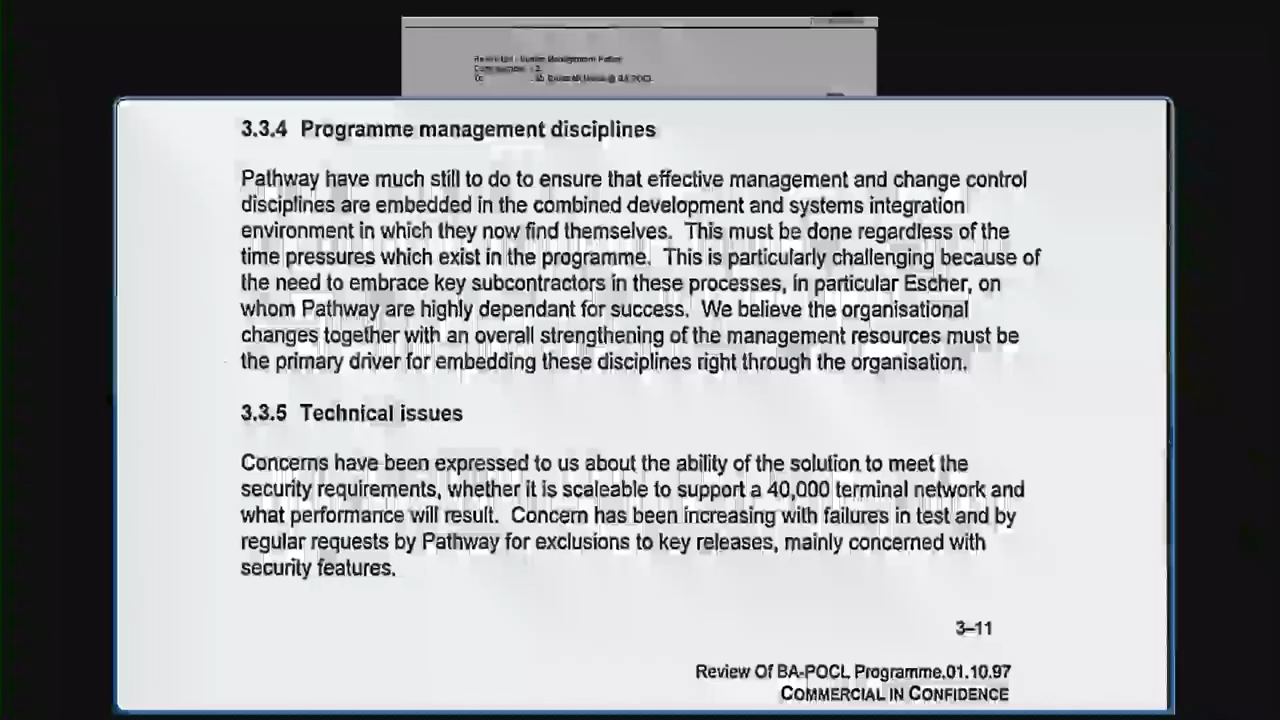 3.3.4 Programme management disciplines
Pathway have much still to do to ensure that effective management and change control
disciplines are embedded in the combined development and systems integration
environment in which they now find themselves. This must be done regardless of the
time pressures which exist in the programme. This is particularly challenging because of
the need to embrace key subcontractors in these processes, in particular Escher, on
whom Pathway are highly dependant for success. We believe the organisational
changes together with an overall strengthening of the management resources must be
the primary driver for embedding these disciplines right through the organisation.
3.3.5 Technical issues
Concerns have been expressed to us about the ability of the solution to meet the
security requirements, whether it is scaleable to support a 40,000 terminal network and
what performance will result. Concern has been increasing with failures in test and by
regular requests by Pathway for exclusions to key releases, mainly concerned with
security features.
3–11
Review Of BA-POCL Programme.01.10.97
COMMERCIAL IN CONFIDENCE